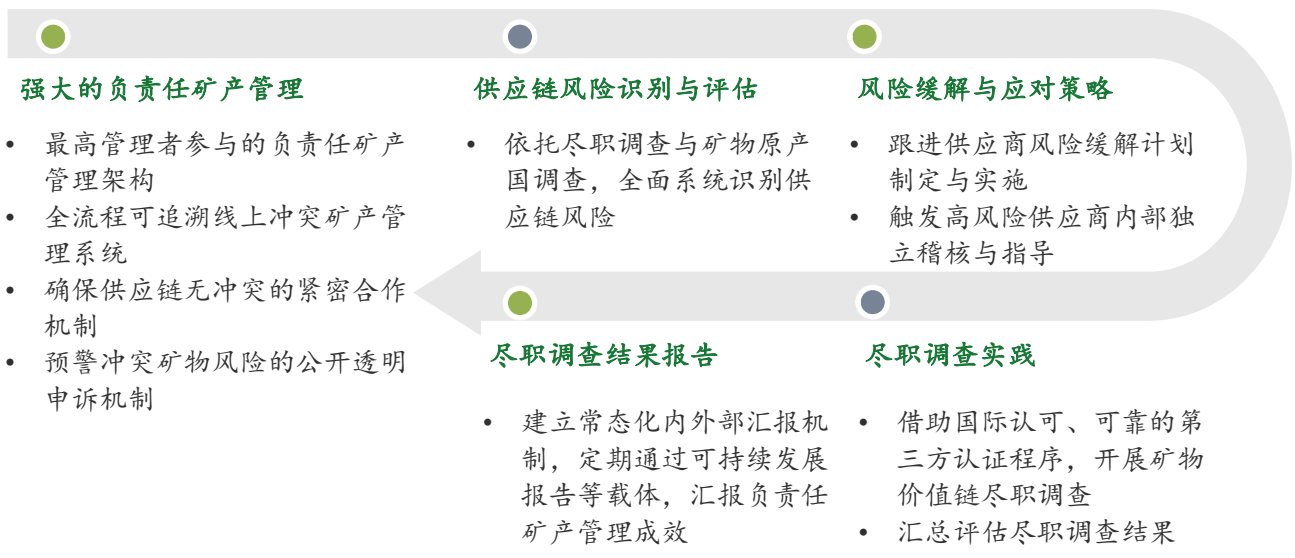 强大的负责任矿产管理
• 最高管理者参与的负责任矿产
管理架构
• 全流程可追溯线上冲突矿产管
理系统
• 确保供应链无冲突的紧密合作
机制
• 预警冲突矿物风险的公开透明
申诉机制
供应链风险识别与评估
• 依托尽职调查与矿物原产
国调查，全面系统识别供
应链风险
风险缓解与应对策略
• 跟进供应商风险缓解计划
制定与实施
• 触发高风险供应商内部独
立稽核与指导
尽职调查实践
• 借助国际认可、可靠的第
三方认证程序，开展矿物
价值链尽职调查
• 汇总评估尽职调查结果
尽职调查结果报告
• 建立常态化内外部汇报机
制，定期通过可持续发展
报告等载体，汇报负责任
矿产管理成效